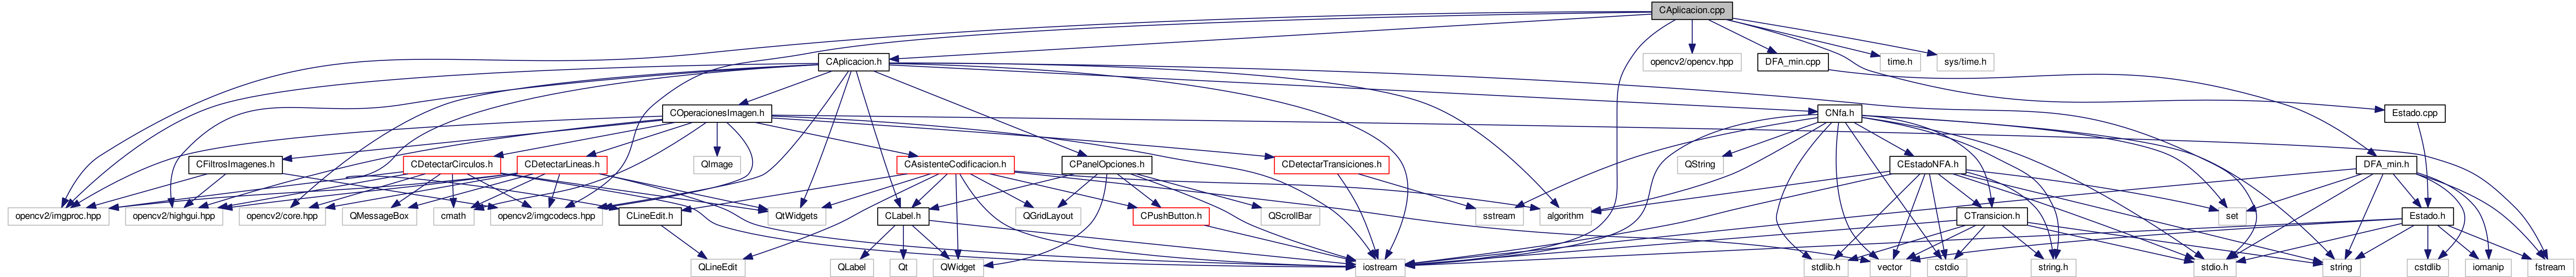 CAplicacion.cpp
CAplicacion.h
opencv2/opencv.hpp
DFA_min.cpp
time.h
sys/time.h
COperacionesImagen.h
CNfa.h
Estado.cpp
CFiltrosImagenes.h
CDetectarCirculos.h
CDetectarLineas.h
QImage
CAsistenteCodificacion.h
CPanelOpciones.h
CDetectarTransiciones.h
QString
CEstadoNFA.h
DFA_min.h
opencv2/imgproc.hpp
opencv2/highgui.hpp
opencv2/core.hpp
QMessageBox
cmath
opencv2/imgcodecs.hpp
CLineEdit.h
QtWidgets
CLabel.h
QGridLayout
CPushButton.h
QScrollBar
sstream
algorithm
CTransicion.h
set
Estado.h
QLineEdit
QLabel
Qt
QWidget
iostream
stdlib.h
vector
cstdio
string.h
stdio.h
string
cstdlib
iomanip
fstream